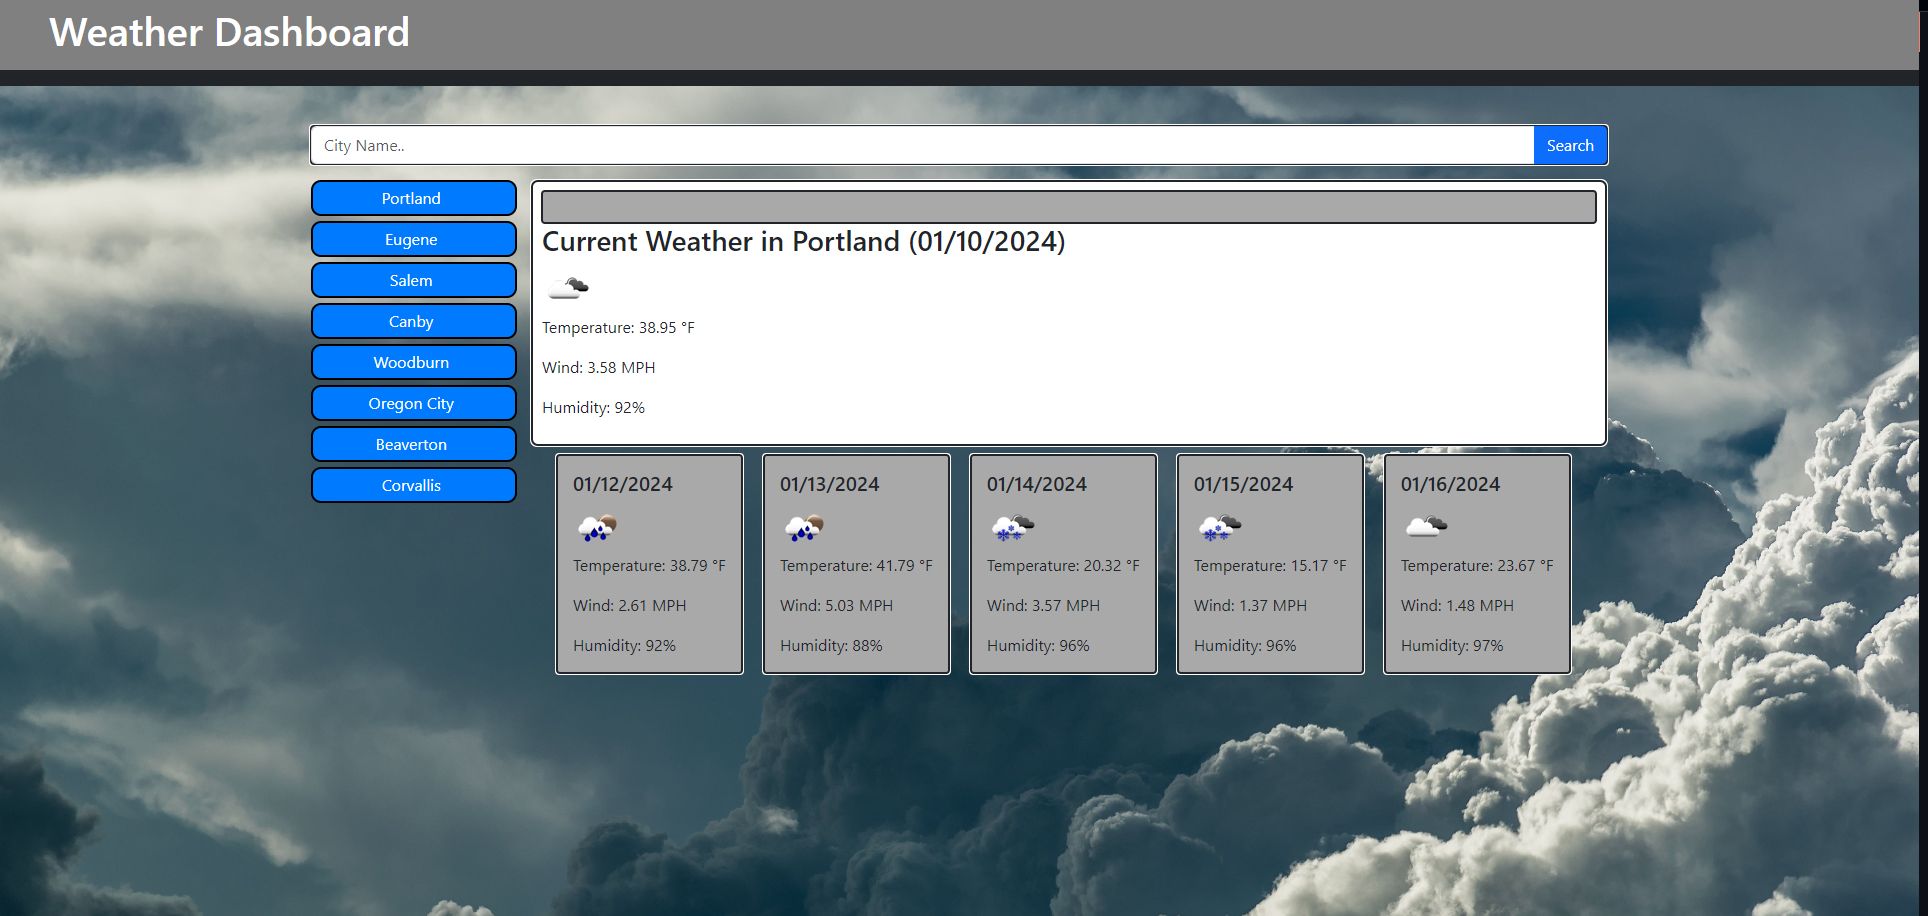 Weather Dashboard
City Name..
Search
Portland
Eugene
Salem
Canby
Woodburn
Oregon City
Beaverton
Corvallis
Current Weather in Portland (01/10/2024)
Temperature: 38.95 °F
Wind: 3.58 MPH
Humidity: 92%
01/12/2024
Temperature: 38.79 °F
Wind: 2.61 MPH
Humidity: 92%
01/13/2024
Temperature: 41.79 °F
Wind: 5.03 MPH
Humidity: 88%
01/14/2024
Temperature: 20.32 °F
Wind: 3.57 MPH
Humidity: 96%
01/15/2024
Temperature: 15.17 °F
Wind: 1.37 MPH
Humidity: 96%
01/16/2024
Temperature: 23.67 °F
Wind: 1.48 MPH
Humidity: 97%